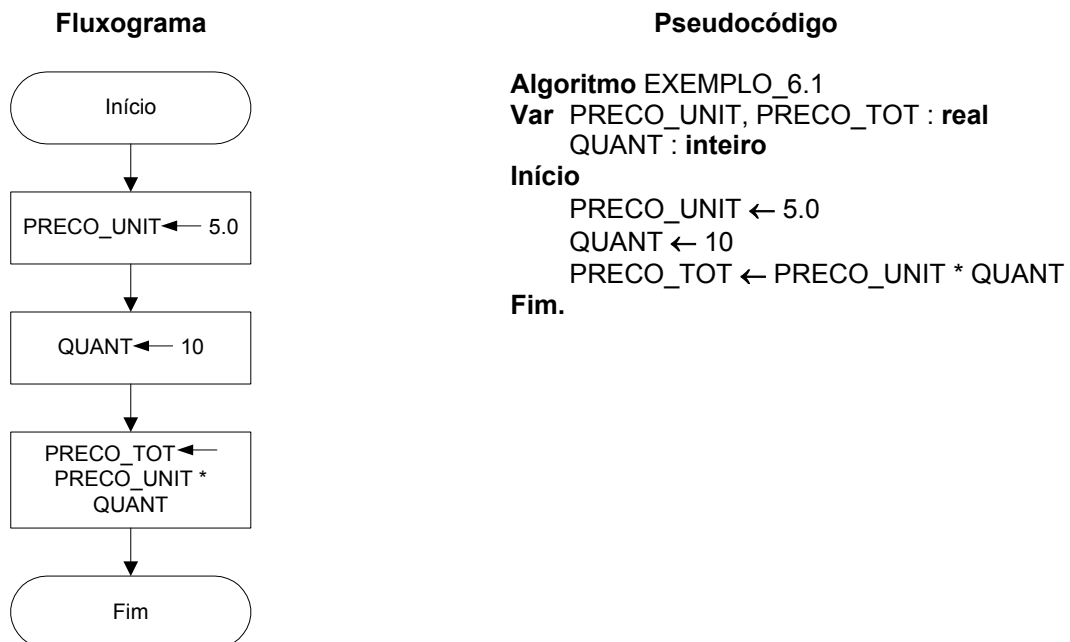 Fluxograma
Início
PRECO_UNIT ← 5.0
QUANT ← 10
PRECO_TOT ←
PRECO_UNIT *
QUANT
Fim
Pseudocódigo
Algoritmo EXEMPLO_6.1
Var PRECO_UNIT, PRECO_TOT : real
QUANT : inteiro
Início
PRECO_UNIT ← 5.0
QUANT ← 10
PRECO_TOT ← PRECO_UNIT * QUANT
Fim.